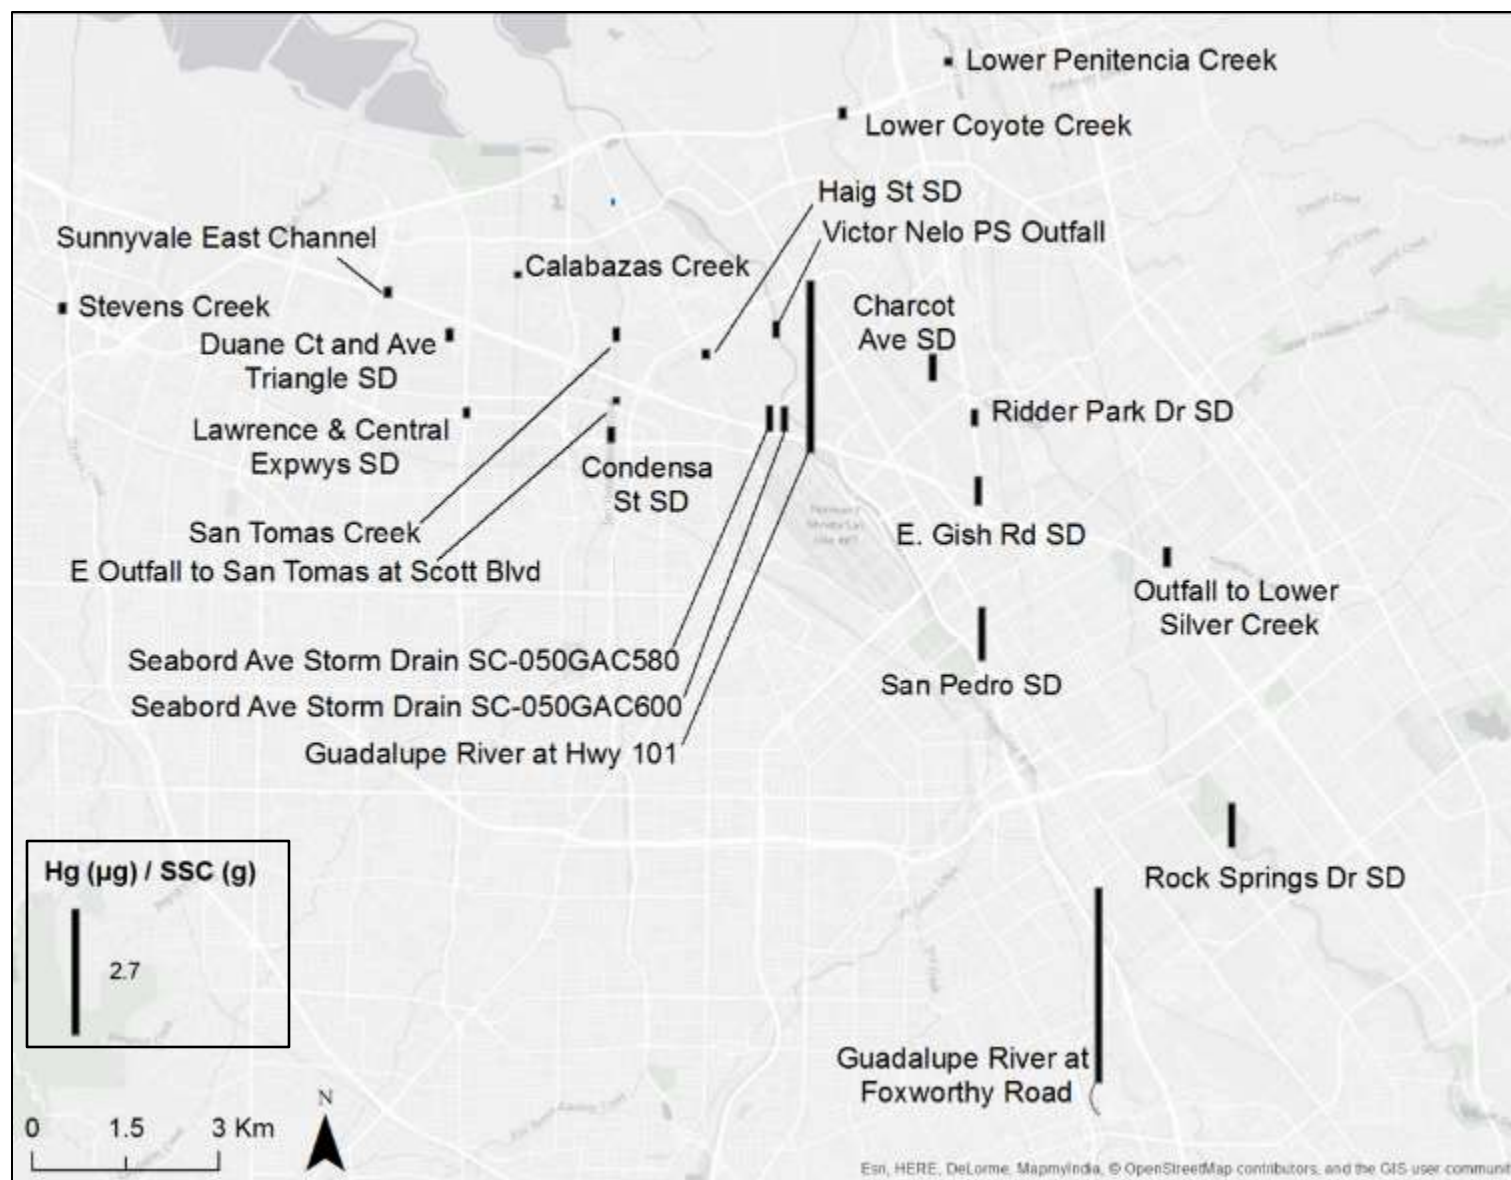 Lower Penitencia Creek
Lower Coyote Creek
Haig St SD
Victor Nelo PS Outfall
Sunnyvale East Channel
Calabazas Creek
Stevens Creek
Charcot
Ave SD
Duane Ct and Ave
Triangle SD
Ridder Park Dr SD
Lawrence & Central
Expwys SD
Condensa
St SD
San Tomas Creek
E. Gish Rd SD
E Outfall to San Tomas at Scott Blvd
Outfall to Lower
Silver Creek
Seabord Ave Storm Drain SC-050GAC580
San Pedro SD
Seabord Ave Storm Drain SC-050GAC600
Guadalupe River at Hwy 101
Hg (µg) / SSC (g)
2.7
Rock Springs Dr SD
Guadalupe River at
Foxworthy Road
N
0 1.5 3 Km
Esri, HERE, DeLorme, MapmyIndia, © OpenStreetMap contributors, and the GIS user communit